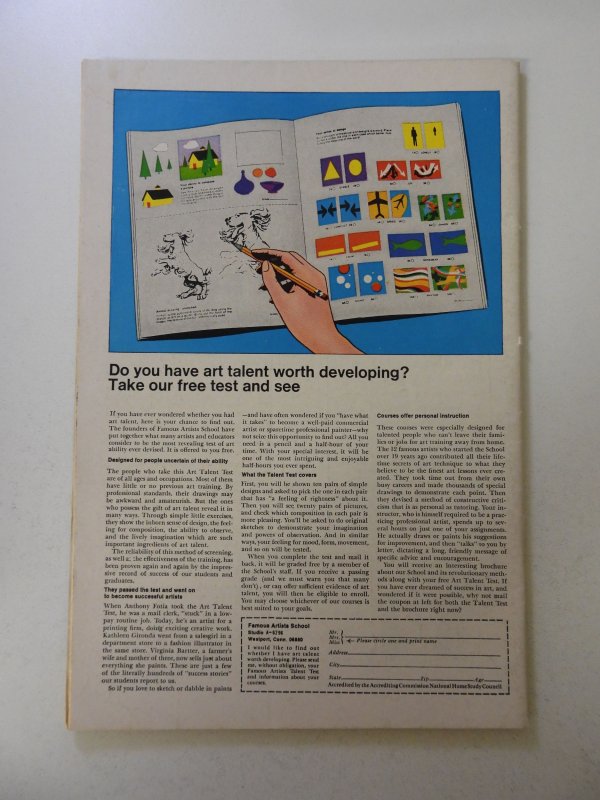 Do you have art talent worth developing?
Take our free test and see
If you have ever wondered whether you had
art talent, here is your chance to find out.
The founders of Famous Artists School have
put together what many artists and educators
consider to be the most revealing test of art
ability ever devised. It is offered to you free.
Designed for people uncertain of their ability
The people who take this Art Talent Test
are of all ages and occupations. Most of them
have little or no previous art training. By
professional standards, their drawings may
be awkward and amateurish. But the ones
who possess the gift of art talent reveal it in
many ways. Through simple little exercises,
they show the inborn sense of design, the feel-
ing for composition, the ability to observe,
and the lively imagination which are such
important ingredients of art talent.
The reliability of this method of screening,
as well as the effectiveness of the training, has
been proven again and again by the impres-
sive record of success of our students and
graduates.
They passed the test and went on
to become successful artists
When Anthony Fotia took the Art Talent
Test, he was a mail clerk, "stuck" in a low-
pay routine job. Today, he's an artist for a
printing firm, doing exciting creative work.
Kathleen Gironda went from a salesgirl in a
department store to a fashion illustrator in
the same store. Virginia Bartter, a farmer's
wife and mother of three, now sells just about
everything she paints. These are just a few
of the literally hundreds of "success stories"
our students report to us.
So if you love to sketch or dabble in paints
—and have often wondered if you "have what
it takes" to become a well-paid commercial
artist or sparetime professional painter—why
not seize this opportunity to find out? All you
need is a pencil and a half-hour of your
time. With your special interest, it will be
one of the most intriguing and enjoyable
half-hours you ever spent.
What the Talent Test covers
First, you will be shown ten pairs of simple
designs and asked to pick the one in each pair
that has "a feeling of rightness" about it.
Then you will see twenty pairs of pictures,
and check which composition in each pair is
more pleasing. You'll be asked to do original
sketches to demonstrate your imagination
and powers of observation. And in similar
ways, your feeling for mood, form, movement,
and so on will be tested.
When you complete the test and mail it
back, it will be graded free by a member of
the School's staff. If you receive a passing
grade (and we must warn you that many
don't), or can offer sufficient evidence of art
talent, you will then be eligible to enroll.
You may choose whichever of our courses is
best suited to your goals.
Courses offer personal instruction
These courses were especially designed for
talented people who can't leave their fami-
lies or jobs for art training away from home.
The 12 famous artists who started the School
over 19 years ago contributed all their life-
time secrets of art technique to what they
believe to be the finest art lessons ever cre-
ated. They took time out from their own
busy careers and made thousands of special
drawings to demonstrate each point. Then
they devised a method of constructive criti-
cism that is as personal as tutoring. Your in-
structor, who is himself required to be a prac-
ticing professional artist, spends up to sev-
eral hours on just one of your assignments.
He actually draws or paints his suggestions
for improvement, and then "talks" to you by
letter, dictating a long, friendly message of
specific advice and encouragement.
You will receive an interesting brochure
about our School and its revolutionary meth-
ods along with your free Art Talent Test. If
you have ever dreamed of success in art, and
wondered if it were possible, why not mail
the coupon at left for both the Talent Test
and the brochure right now?
Famous Artists School
Studio A-5716
Westport, Conn. 06880
I would like to find out
whether I have art talent
worth developing. Please send
me, without obligation, your
Famous Artists Talent Test
and information about your
courses.
Mr.
Mrs.
Miss
Please circle one and print name
Address
City
State Zip Age
Accredited by the Accrediting Commission National Home Study Council